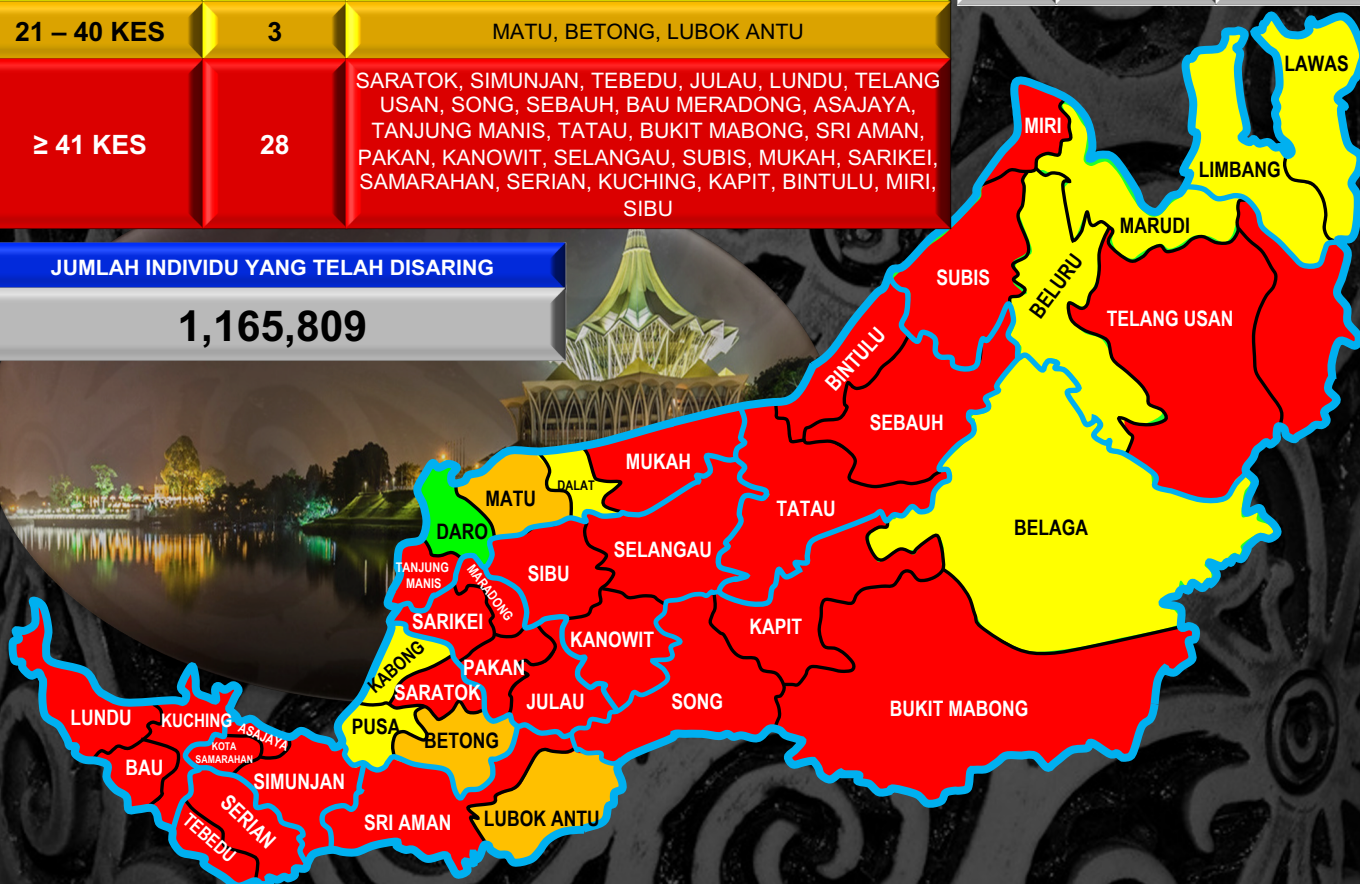 21 – 40 KES 3 MATU, BETONG, LUBOK ANTU
≥ 41 KES 28 SARATOK, SIMUNJAN, TEBEDU, JULAU, LUNDU, TELANG
USAN, SONG, SEBAUH, BAU MERADONG, ASAJAYA,
TANJUNG MANIS, TATAU, BUKIT MABONG, SRI AMAN,
PAKAN, KANOWIT, SELANGAU, SUBIS, MUKAH, SARIKEI,
SAMARAHAN, SERIAN, KUCHING, KAPIT, BINTULU, MIRI,
SIBU
JUMLAH INDIVIDU YANG TELAH DISARING
1,165,809
LAWAS
MIRI
LIMBANG
MARUDI
SUBIS
BELURU
TELANG USAN
BINTULU
SEBAUH
MUKAH
DALAT
MATU
TATAU
DARO
BELAGA
SELANGAU
TANJUNG
MANIS
MARADONG
SIBU
SARIKEI
KANOWIT
KAPIT
KABONG
PAKAN
SARATOK
JULAU
SONG
BUKIT MABONG
LUNDU
KUCHING
ASAJAYA
PUSA
BETONG
KOTA
SAMARAHAN
BAU
SIMUNJAN
SERIAN
TEBEDU
SRI AMAN
LUBOK ANTU